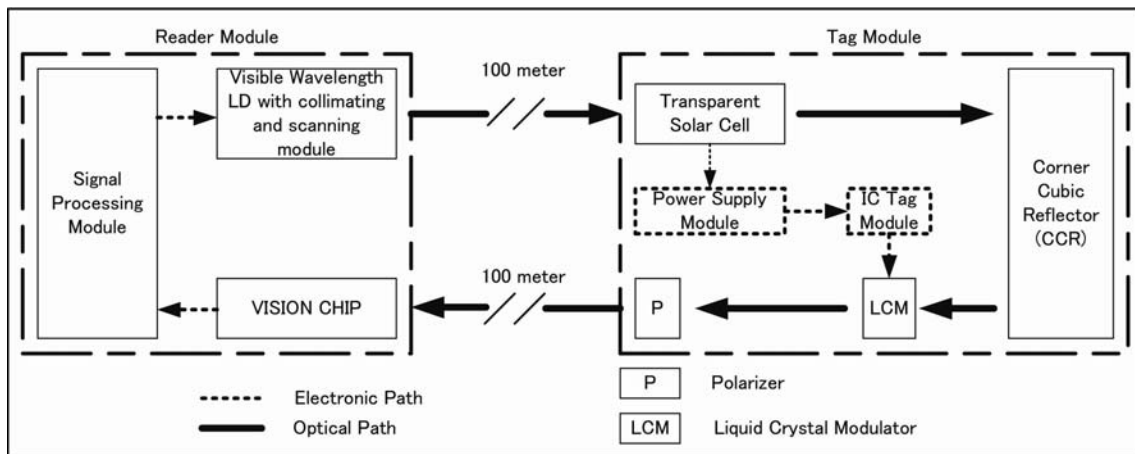 Reader Module
Tag Module
Signal
Processing
Module
Visible Wavelength
LD with collimating
and scanning
module
100 meter
Transparent
Solar Cell
Power Supply
Module
IC Tag
Module
Corner
Cubic
Reflector
(CCR)
VISION CHIP
100 meter
P
LCM
Electronic Path
Optical Path
P
Polarizer
LCM
Liquid Crystal Modulator